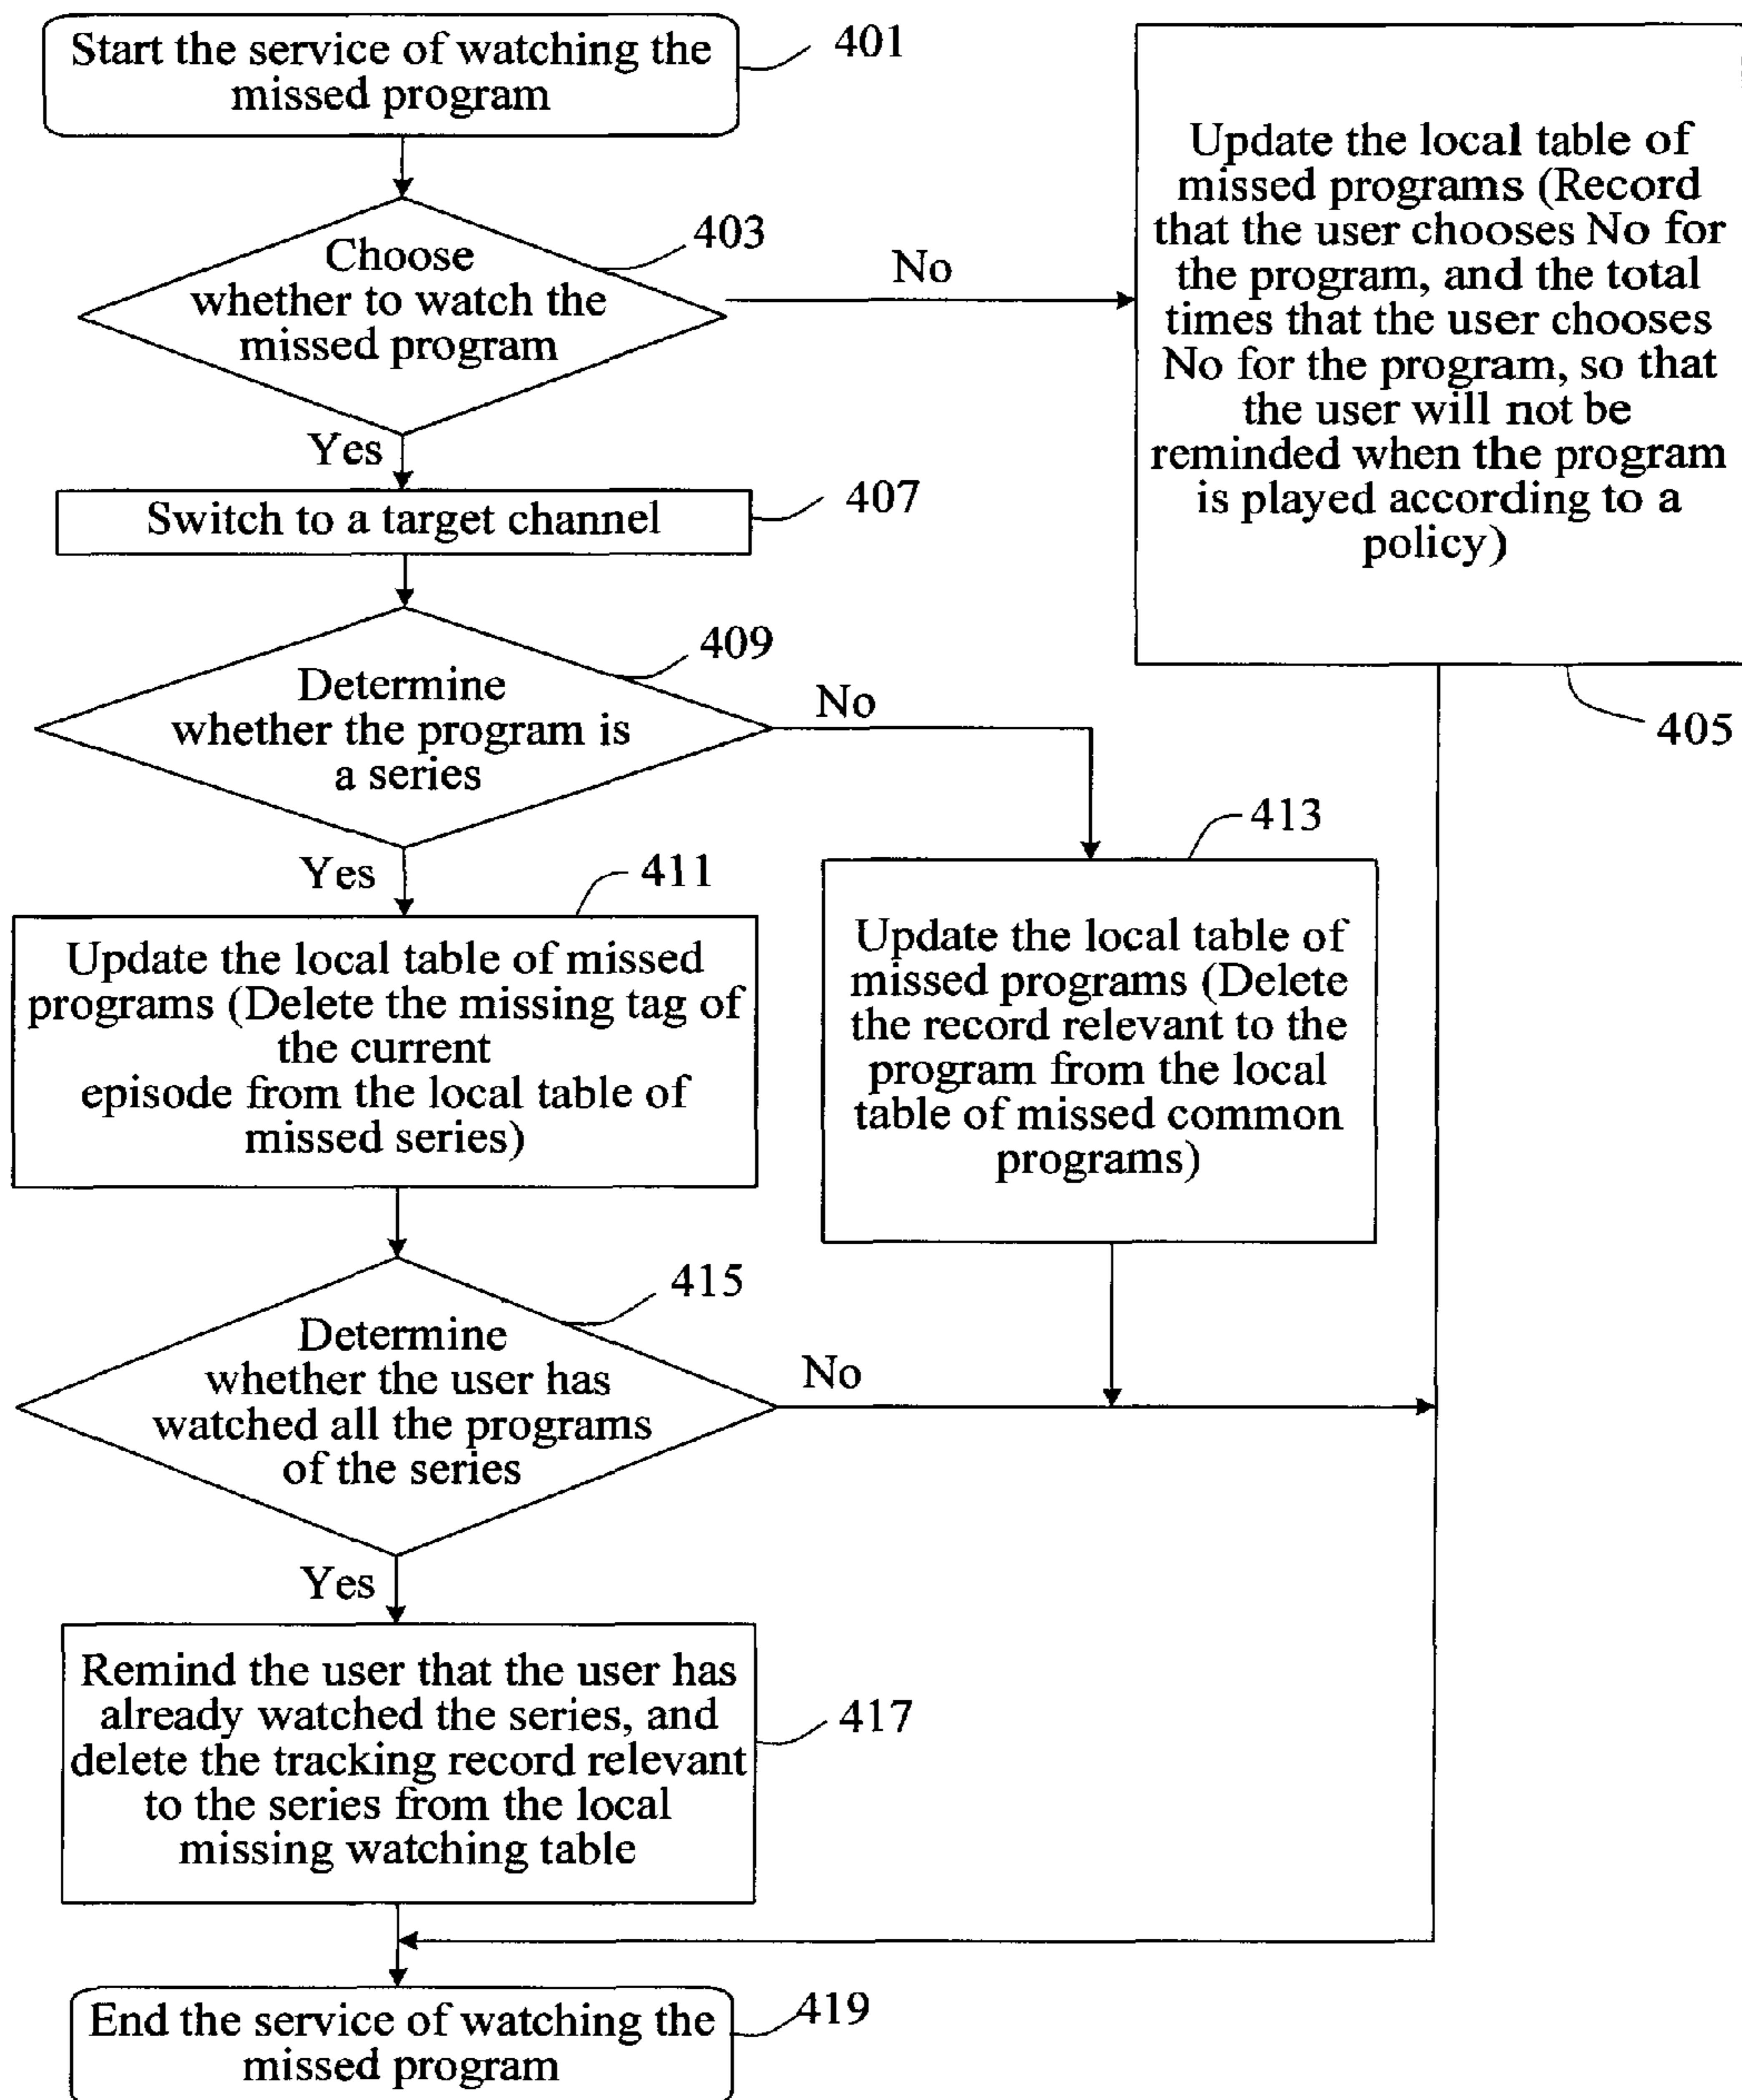 Start the service of watching the
missed program
401
Choose
whether to watch the
missed program
403
No
Yes
Update the local table of
missed programs (Record
that the user chooses No for
the program, and the total
times that the user chooses
No for the program, so that
the user will not be
reminded when the program
is played according to a
policy)
405
Switch to a target channel
407
Determine
whether the program is
a series
409
No
Yes
Update the local table of missed
programs (Delete the missing tag of
the current
episode from the local table of
missed series)
411
Update the local table of
missed programs (Delete
the record relevant to the
program from the local
table of missed common
programs)
413
Determine
whether the user has
watched all the programs
of the series
415
No
Yes
Remind the user that the user has
already watched the series, and
delete the tracking record relevant
to the series from the local
missing watching table
417
End the service of watching the
missed program
419